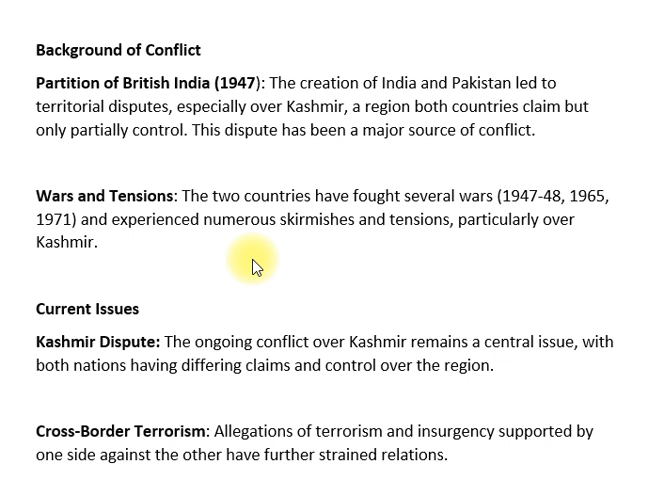 Background of Conflict
Partition of British India (1947): The creation of India and Pakistan led to
territorial disputes, especially over Kashmir, a region both countries claim but
only partially control. This dispute has been a major source of conflict.
Wars and Tensions: The two countries have fought several wars (1947-48, 1965,
1971) and experienced numerous skirmishes and tensions, particularly over
Kashmir.
Current Issues
Kashmir Dispute: The ongoing conflict over Kashmir remains a central issue, with
both nations having differing claims and control over the region.
Cross-Border Terrorism: Allegations of terrorism and insurgency supported by
one side against the other have further strained relations.